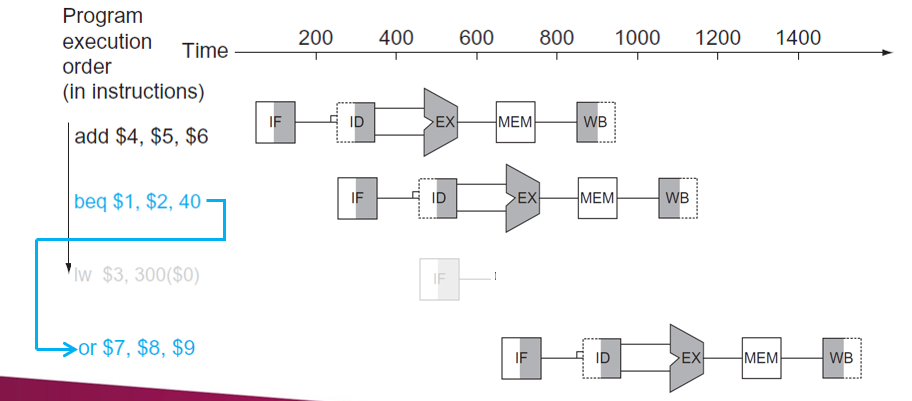 Program
execution
order
(in instructions)
Time
200 400 600 800 1000 1200 1400
add $4, $5, $6
IF ID EX MEM WB
beq $1, $2, 40
IF ID EX MEM WB
lw $3, 300($0)
IF
or $7, $8, $9
IF ID EX MEM WB